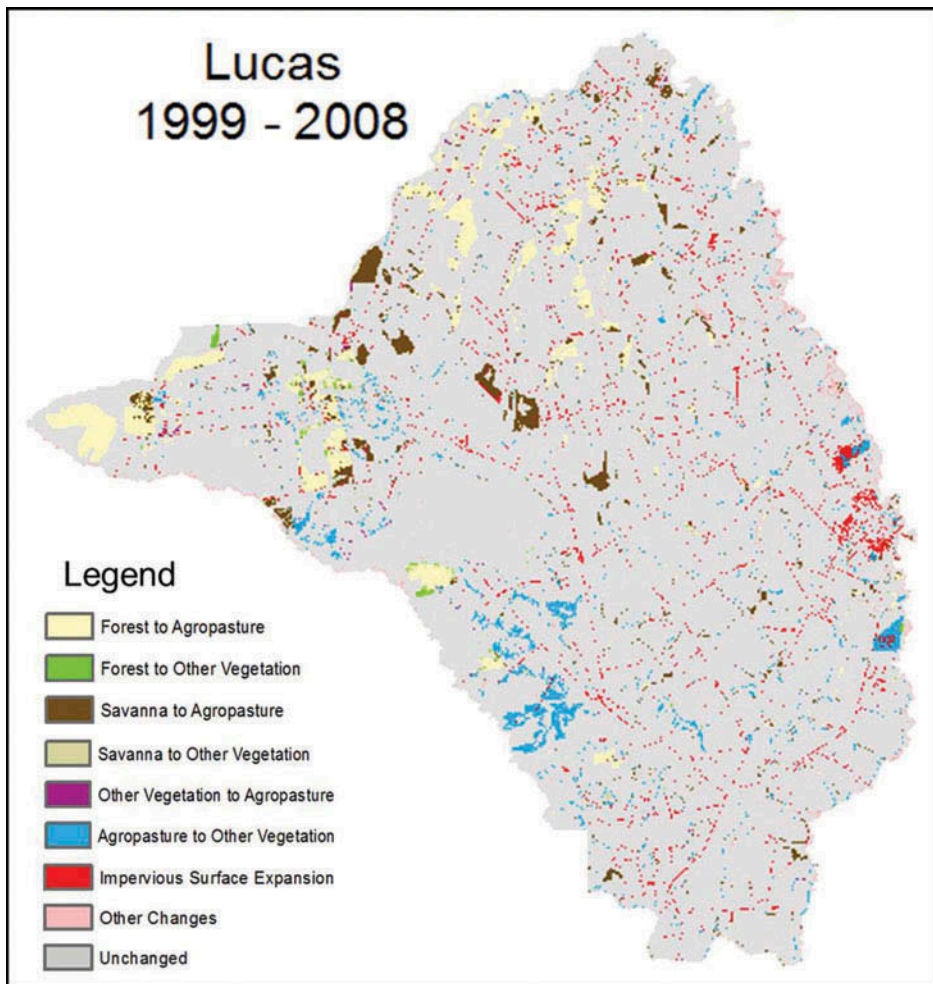 Lucas
1999 - 2008
Legend
Forest to Agropasture
Forest to Other Vegetation
Savanna to Agropasture
Savanna to Other Vegetation
Other Vegetation to Agropasture
Agropasture to Other Vegetation
Impervious Surface Expansion
Other Changes
Unchanged